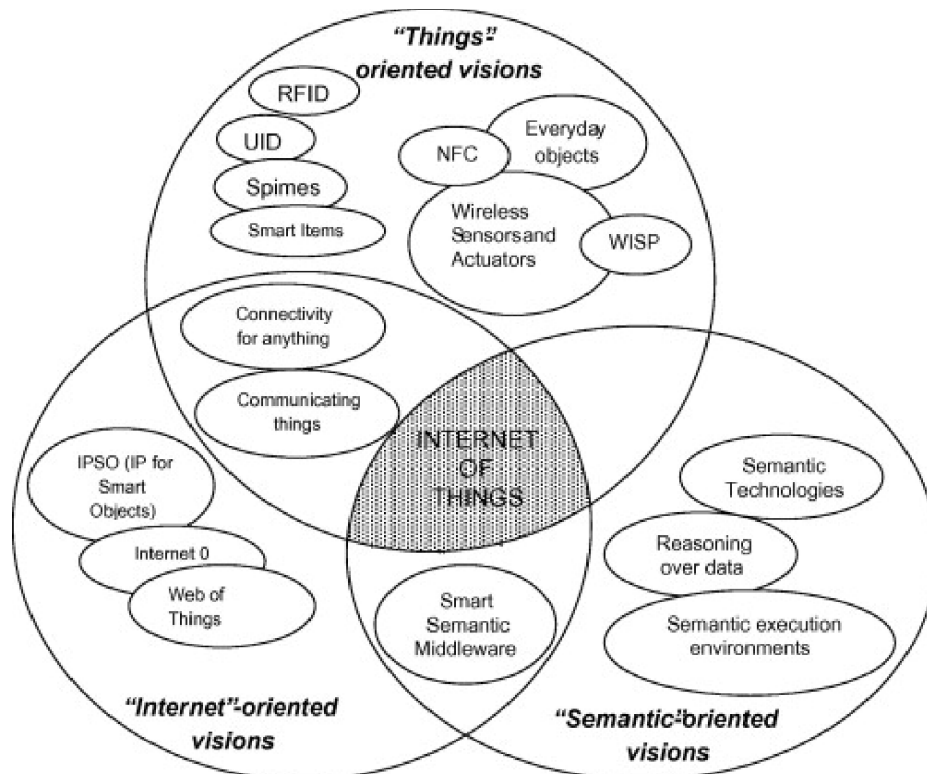 “Things”-
oriented visions
RFID
UID
Spimes
Smart Items
NFC
Everyday
objects
Wireless
Sensors and
Actuators
WISP
Connectivity
for anything
Communicating
things
INTERNET
OF
THINGS
IPSO (IP for
Smart
Objects)
Internet 0
Web of
Things
Semantic
Technologies
Reasoning
over data
Semantic execution
environments
Smart
Semantic
Middleware
“Internet”-oriented
visions
“Semantic”-oriented
visions